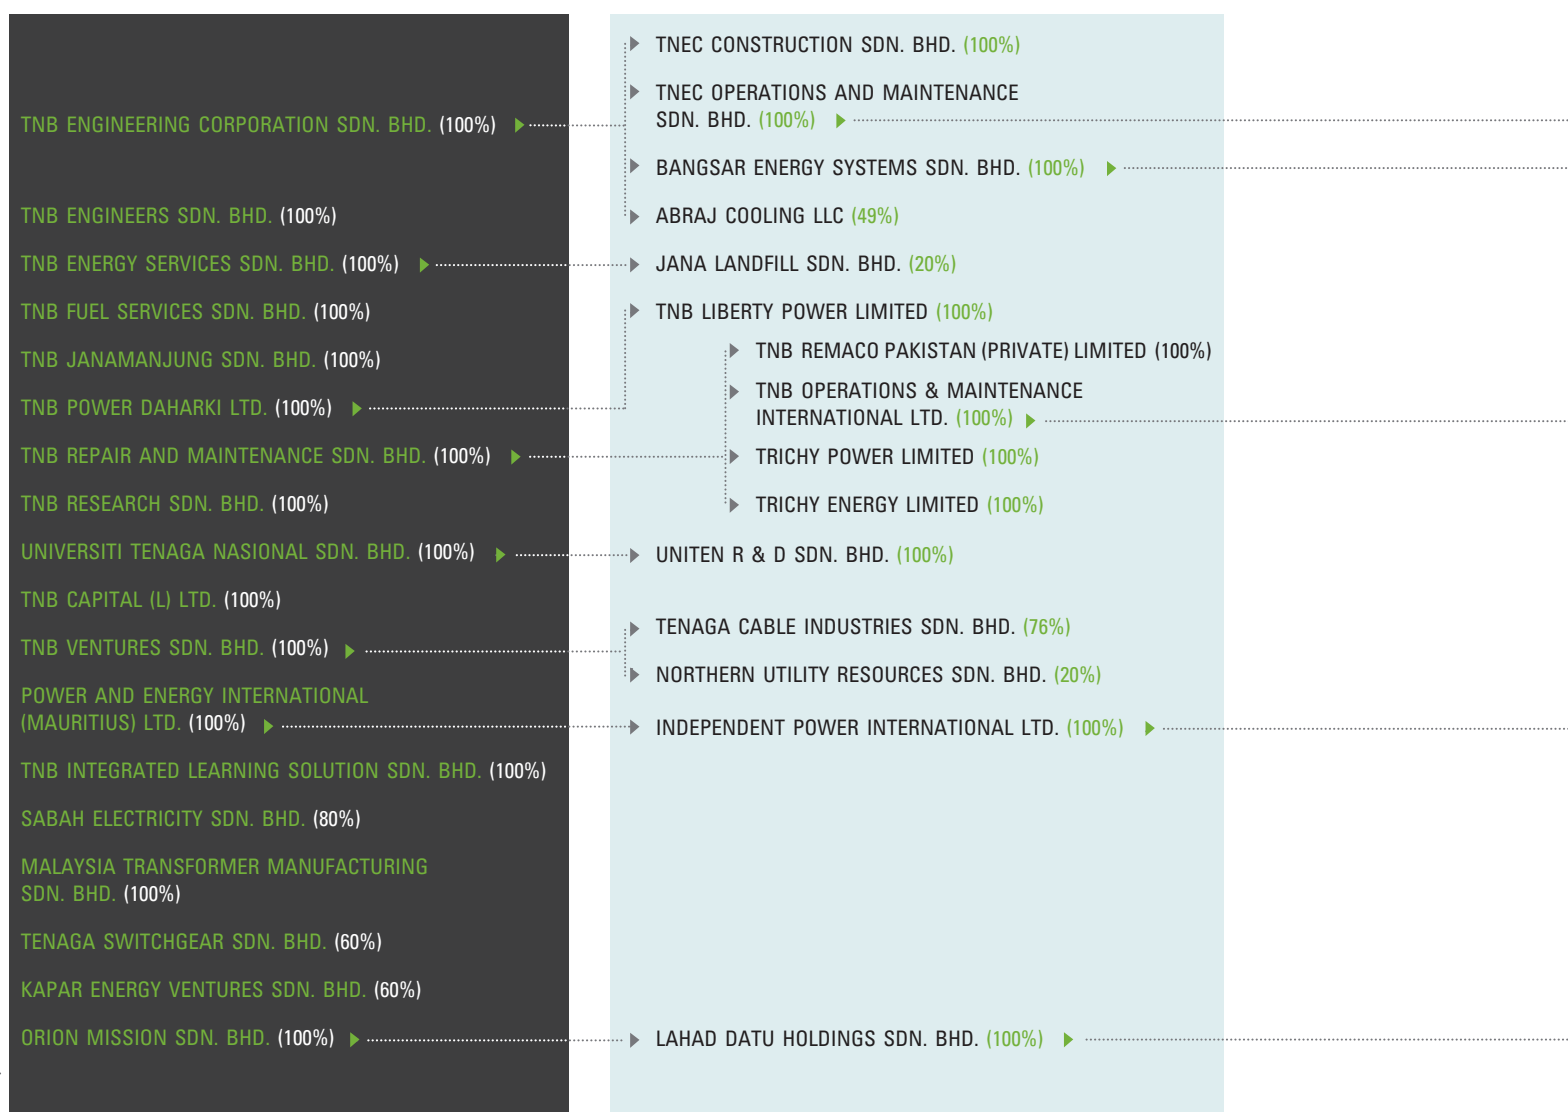 TNB ENGINEERING CORPORATION SDN. BHD. (100%)
TNB ENGINEERS SDN. BHD. (100%)
TNB ENERGY SERVICES SDN. BHD. (100%)
TNB FUEL SERVICES SDN. BHD. (100%)
TNB JANAMANJUNG SDN. BHD. (100%)
TNB POWER DAHARKI LTD. (100%)
TNB REPAIR AND MAINTENANCE SDN. BHD. (100%)
TNB RESEARCH SDN. BHD. (100%)
UNIVERSITI TENAGA NASIONAL SDN. BHD. (100%)
TNB CAPITAL (L) LTD. (100%)
TNB VENTURES SDN. BHD. (100%)
POWER AND ENERGY INTERNATIONAL
(MAURITIUS) LTD. (100%)
TNB INTEGRATED LEARNING SOLUTION SDN. BHD. (100%)
SABAH ELECTRICITY SDN. BHD. (80%)
MALAYSIA TRANSFORMER MANUFACTURING
SDN. BHD. (100%)
TENAGA SWITCHGEAR SDN. BHD. (60%)
KAPAR ENERGY VENTURES SDN. BHD. (60%)
ORION MISSION SDN. BHD. (100%)
TNEC CONSTRUCTION SDN. BHD. (100%)
TNEC OPERATIONS AND MAINTENANCE
SDN. BHD. (100%)
BANGSAR ENERGY SYSTEMS SDN. BHD. (100%)
ABRAJ COOLING LLC (49%)
JANA LANDFILL SDN. BHD. (20%)
TNB LIBERTY POWER LIMITED (100%)
TNB REMACO PAKISTAN (PRIVATE) LIMITED (100%)
TNB OPERATIONS & MAINTENANCE
INTERNATIONAL LTD. (100%)
TRICHY POWER LIMITED (100%)
TRICHY ENERGY LIMITED (100%)
UNITEN R & D SDN. BHD. (100%)
TENAGA CABLE INDUSTRIES SDN. BHD. (76%)
NORTHERN UTILITY RESOURCES SDN. BHD. (20%)
INDEPENDENT POWER INTERNATIONAL LTD. (100%)
LAHAD DATU HOLDINGS SDN. BHD. (100%)